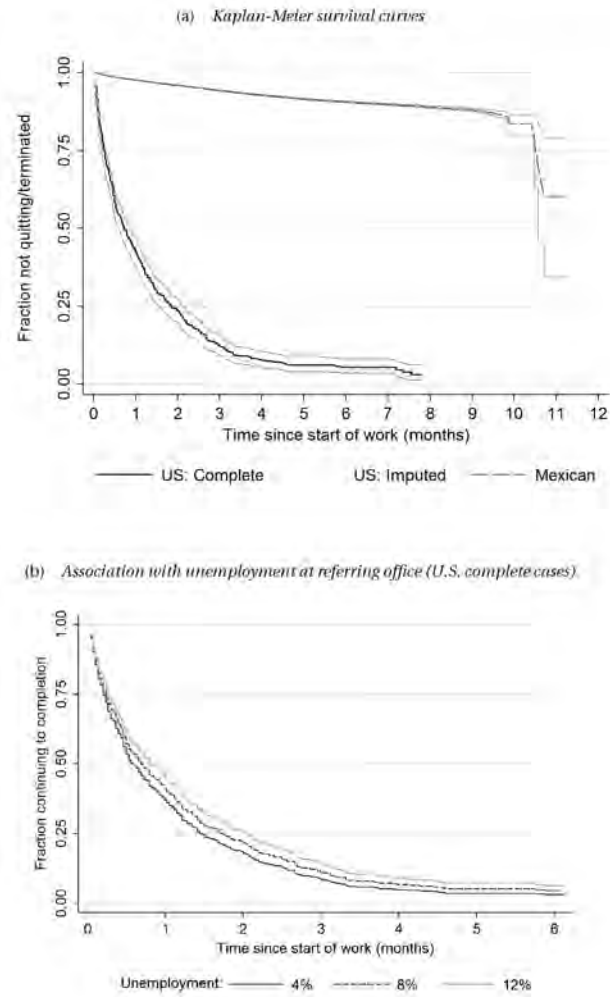 (a) Kaplan-Meier survival curves
Fraction not quitting/terminated
1.00
0.75
0.50
0.25
0.00
0 1 2 3 4 5 6 7 8 9 10 11 12
Time since start of work (months)
US: Complete US: Imputed Mexican
(b) Association with unemployment at referring office (U.S. complete cases)
Fraction continuing to completion
1.00
0.75
0.50
0.25
0.00
0 1 2 3 4 5 6
Time since start of work (months)
Unemployment: 4% 8% 12%